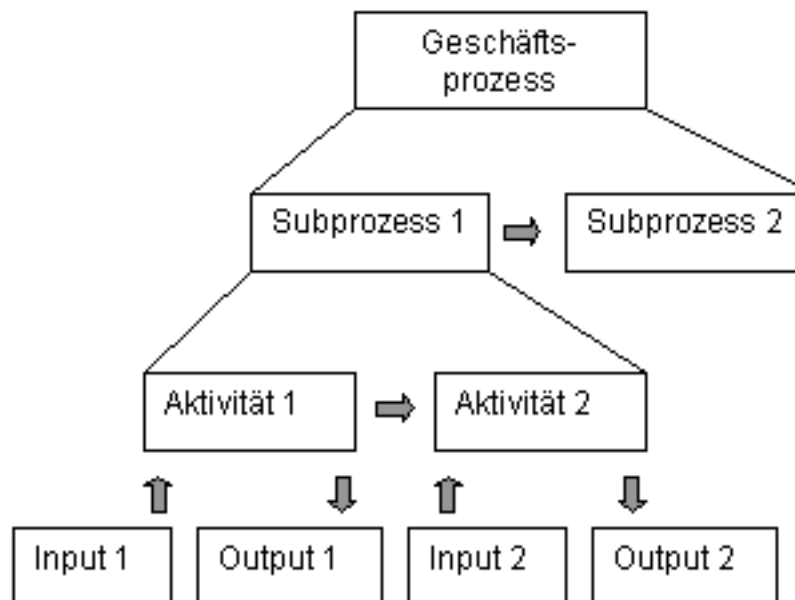 Geschäfts-
prozess
Subprozess 1
Subprozess 2
Aktivität 1
Aktivität 2
Input 1
Output 1
Input 2
Output 2